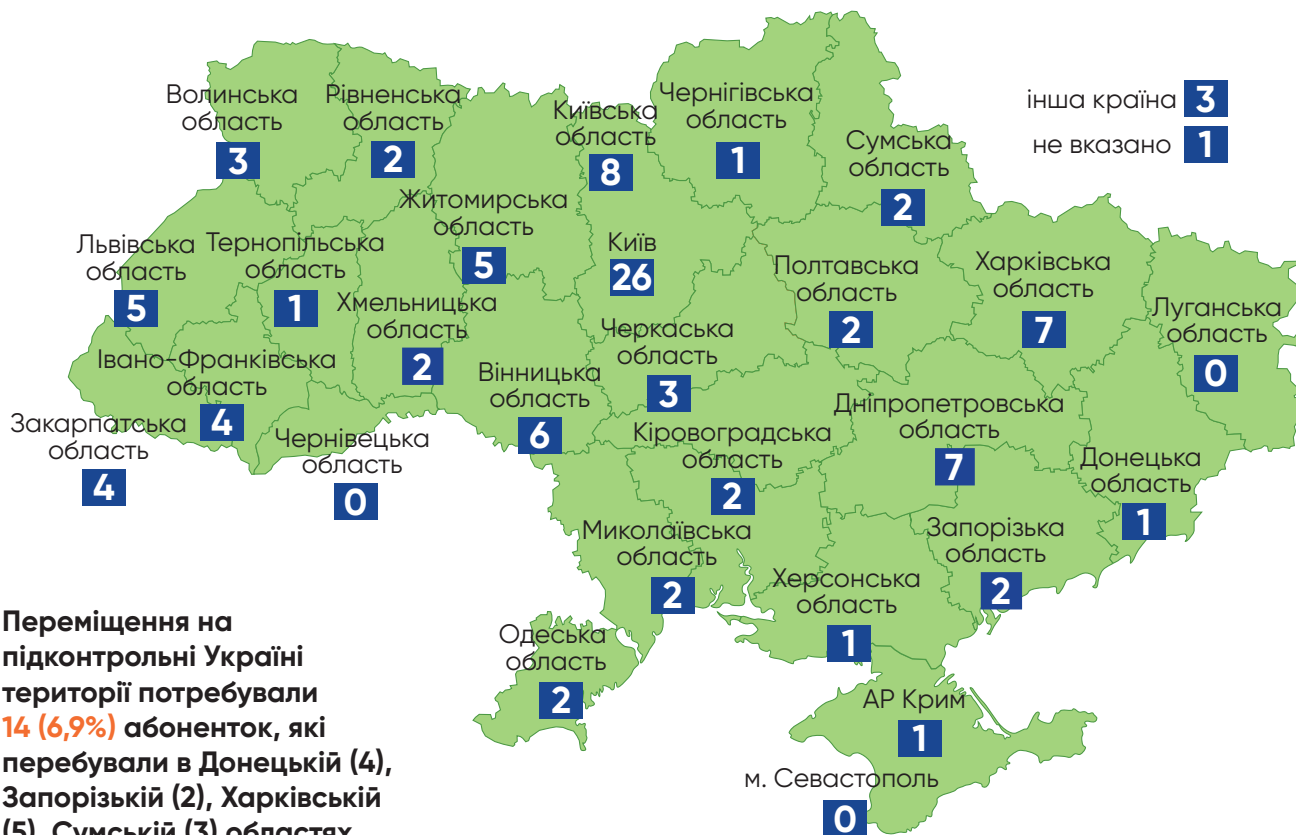 Волинська
область
3
Рівненська
область
2
Київська
область
8
Чернігівська
область
1
Сумська
область
2
інша країна 3
не вказано 1
Житомирська
область
5
Львівська
область
5
Тернопільська
область
1
Хмельницька
область
2
Київ
26
Полтавська
область
2
Харківська
область
7
Луганська
область
0
Івано-Франківська
область
4
Закарпатська
область
4
Чернівецька
область
0
Вінницька
область
6
Черкаська
область
3
Кіровоградська
область
2
Дніпропетровська
область
7
Донецька
область
1
Миколаївська
область
2
Херсонська
область
1
Запорізька
область
2
Одеська
область
2
АР Крим
1
м. Севастополь
0
Переміщення на
підконтрольні Україні
території потребували
14 (6,9%) абоненток, які
перебували в Донецькій (4),
Запорізькій (2), Харківській
(5), Сумській (3) областях